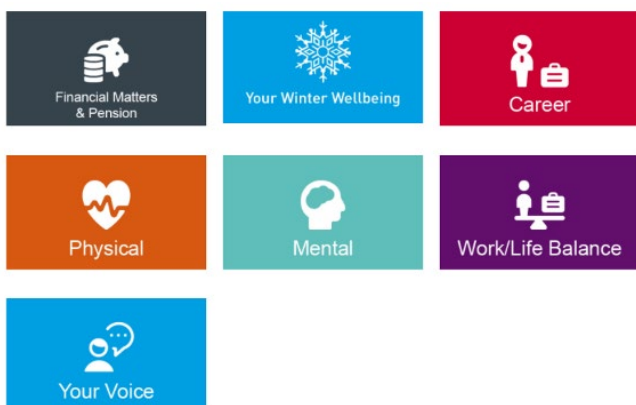 Financial Matters
& Pension
Your Winter Wellbeing
Career
Physical
Mental
Work/Life Balance
Your Voice